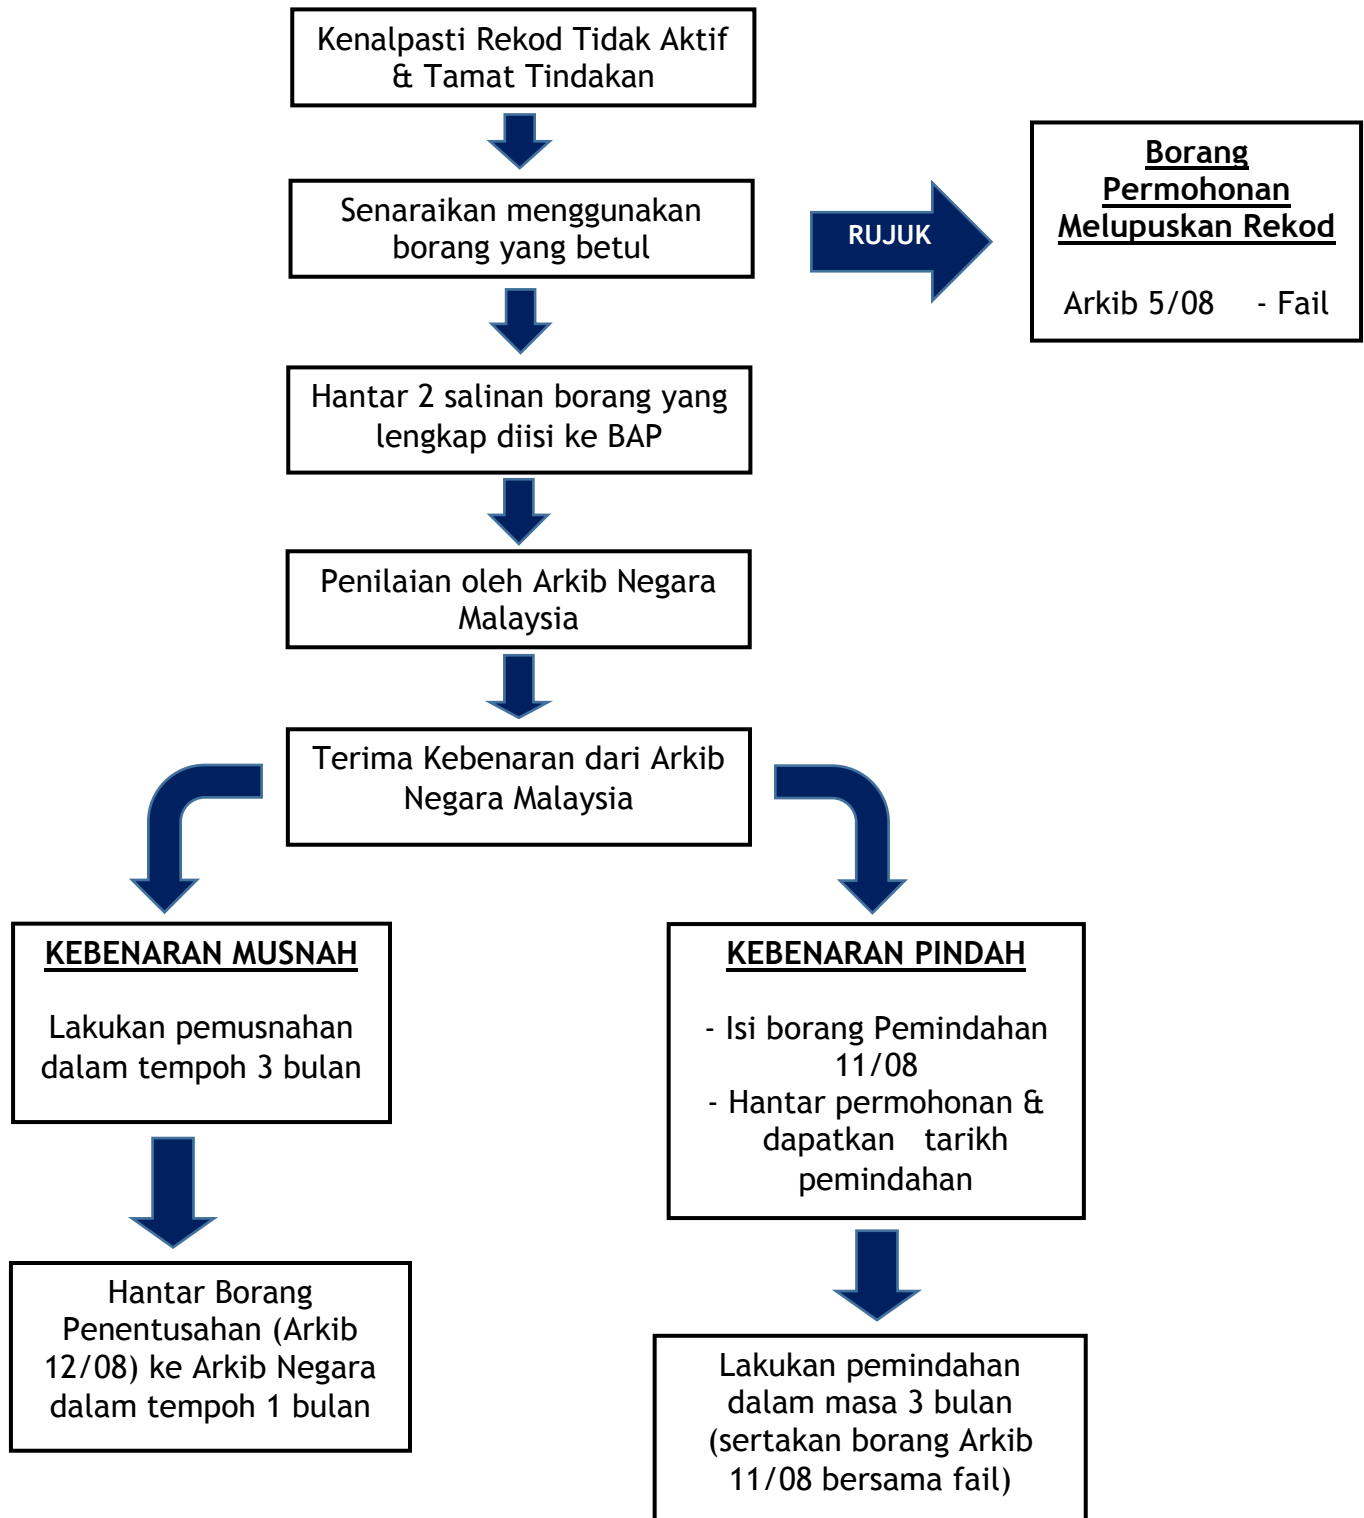 Kenalpasti Rekod Tidak Aktif
& Tamat Tindakan
Senaraikan menggunakan
borang yang betul
RUJUK
Borang
Permohonan
Melupuskan Rekod
Arkib 5/08 - Fail
Hantar 2 salinan borang yang
lengkap diisi ke BAP
Penilaian oleh Arkib Negara
Malaysia
Terima Kebenaran dari Arkib
Negara Malaysia
KEBENARAN MUSNAH
Lakukan pemusnahan
dalam tempoh 3 bulan
Hantar Borang
Penentusahan (Arkib
12/08) ke Arkib Negara
dalam tempoh 1 bulan
KEBENARAN PINDAH
- Isi borang Pemindahan
11/08
- Hantar permohonan &
dapatkan tarikh
pemindahan
Lakukan pemindahan
dalam masa 3 bulan
(sertakan borang Arkib
11/08 bersama fail)